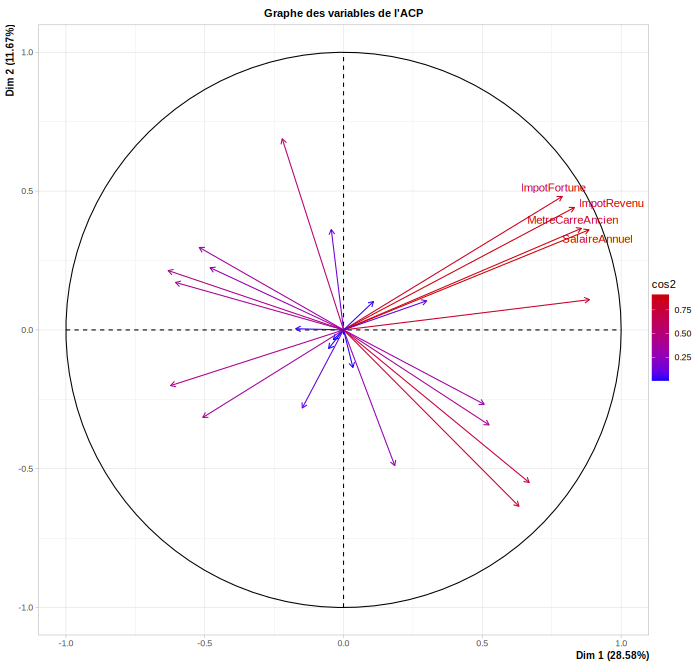 Graphe des variables de l'ACP
Dim 2 (11.67%)
1.0
0.5
0.0
-0.5
-1.0
-1.0
-0.5
0.0
0.5
1.0
Dim 1 (28.58%)
ImpotFortune
ImpotRevenu
MetreCarreAncien
SalaireAnnuel
cos2
0.75
0.50
0.25